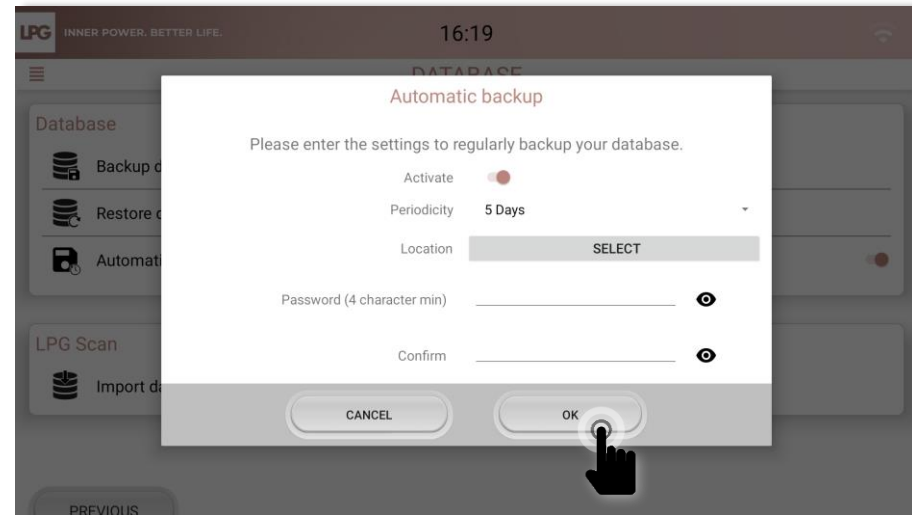 LPG INNER POWER. BETTER LIFE. 16:19
DATABASE
Automatic backup
Database
Please enter the settings to regularly backup your database.
Backup d
Activate
Periodicity 5 Days
Restore
Location SELECT
Automati
Password (4 character min)
LPG Scan
Confirm
Import da
CANCEL OK
PREVIOUS